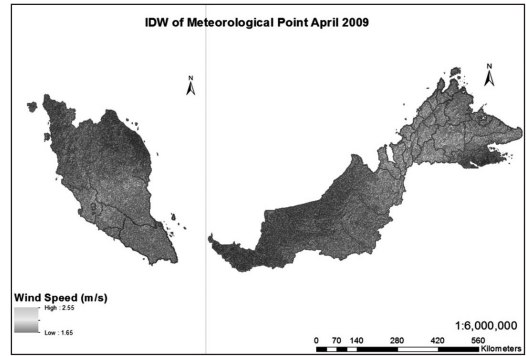 IDW of Meteorological Point April 2009
N
N
Wind Speed (m/s)
High : 2.55
Low : 1.65
1:6,000,000
0 70 140 280 420 560
Kilometers